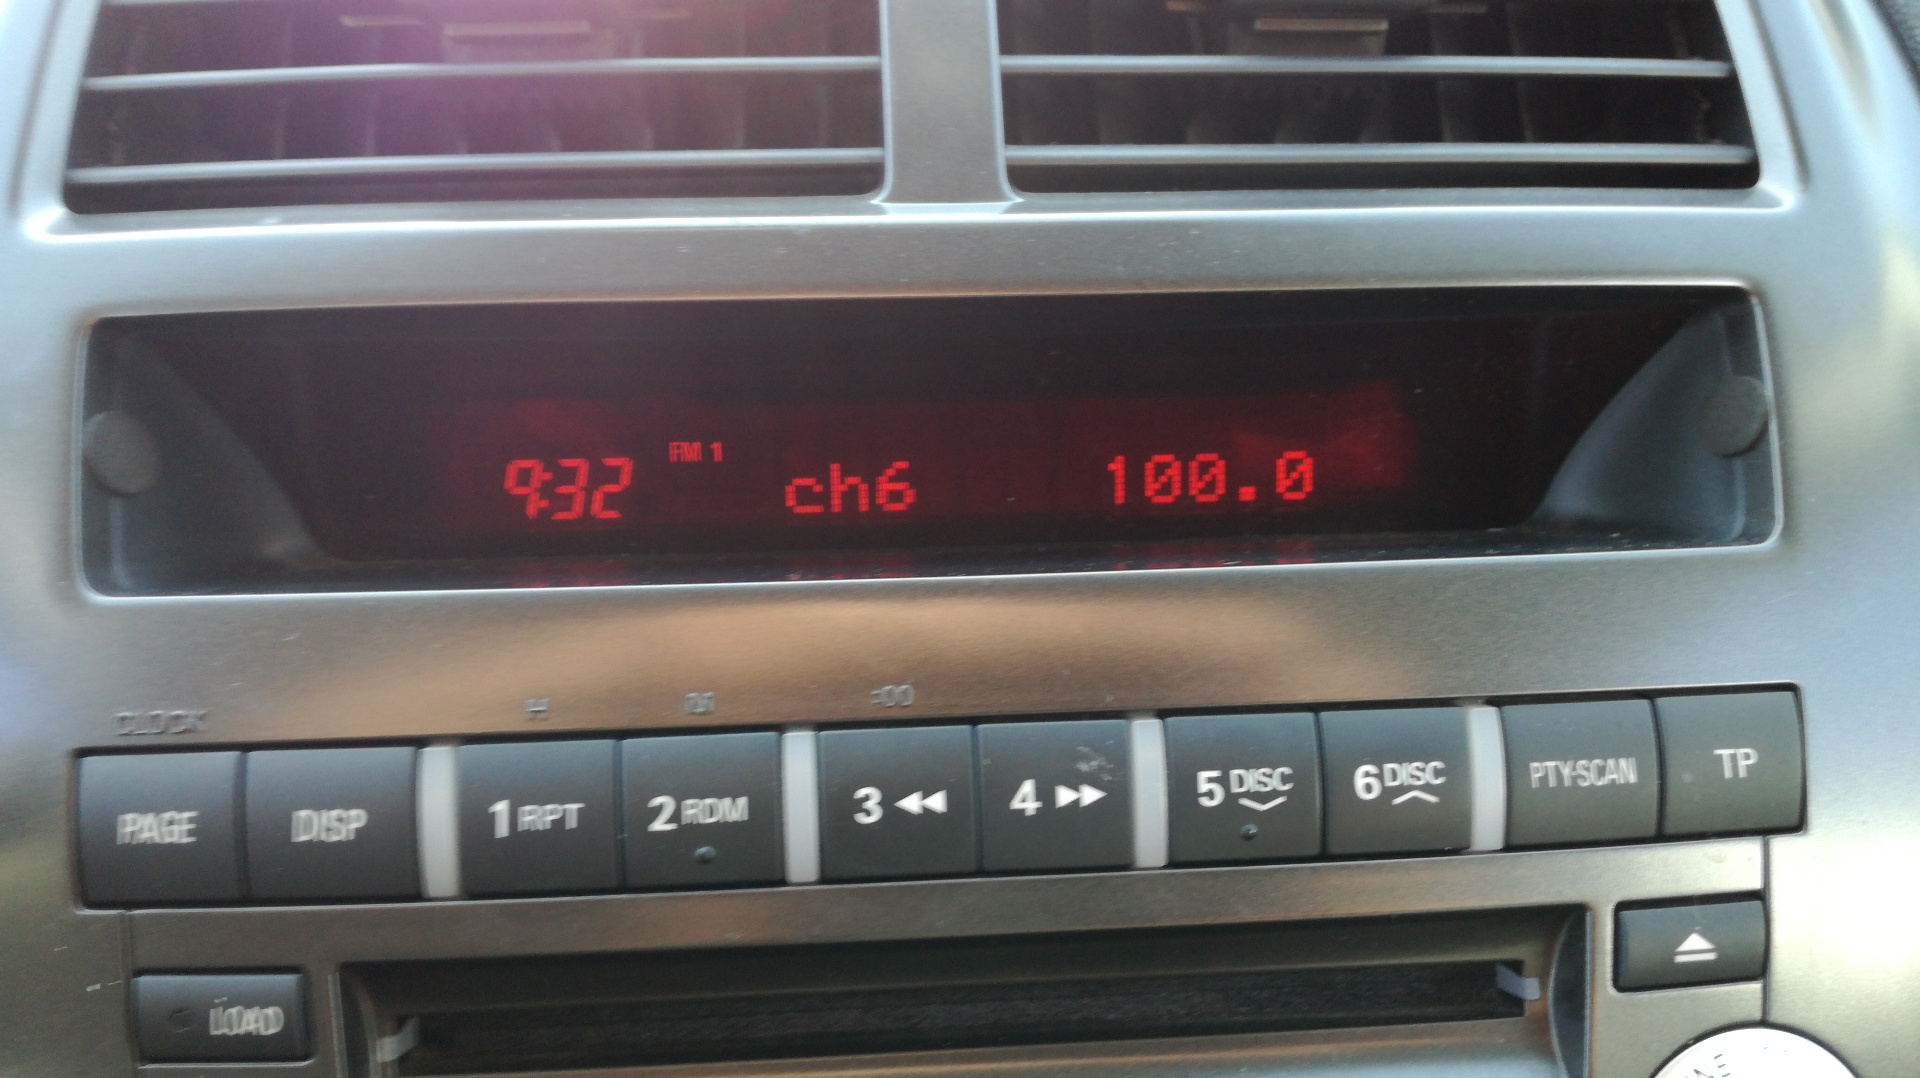 9:32 FM 1 ch6 100.0
CLOCK H M :00
PAGE DISP 1 RPT 2 RDM 3 4 5 DISC 6 DISC PTY-SCAN TP
LOAD